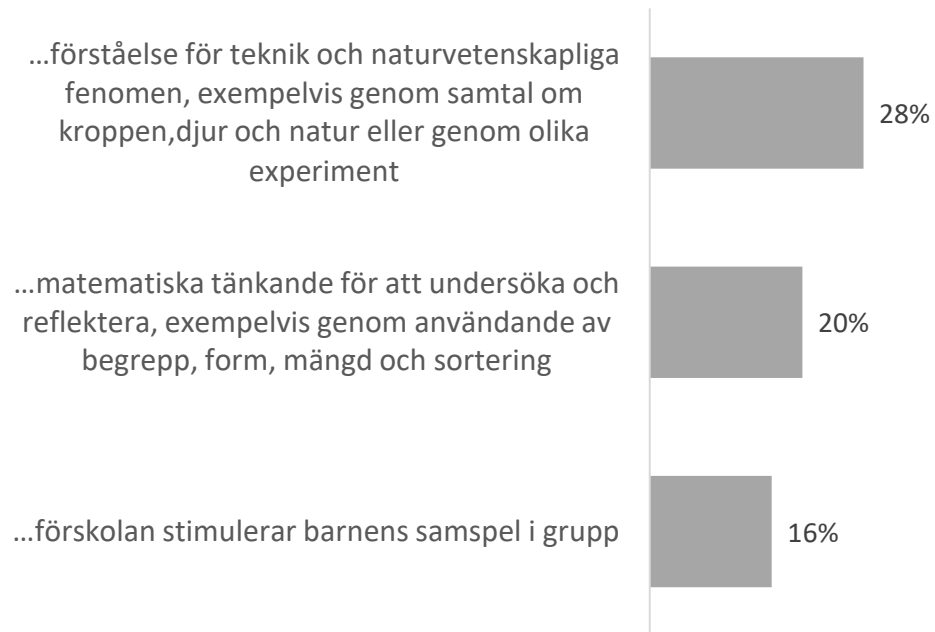 ...förståelse för teknik och naturvetenskapliga
fenomen, exempelvis genom samtal om
kroppen,djur och natur eller genom olika
experiment
28%
...matematiska tänkande för att undersöka och
reflektera, exempelvis genom användande av
begrepp, form, mängd och sortering
20%
...förskolan stimulerar barnens samspel i grupp
16%